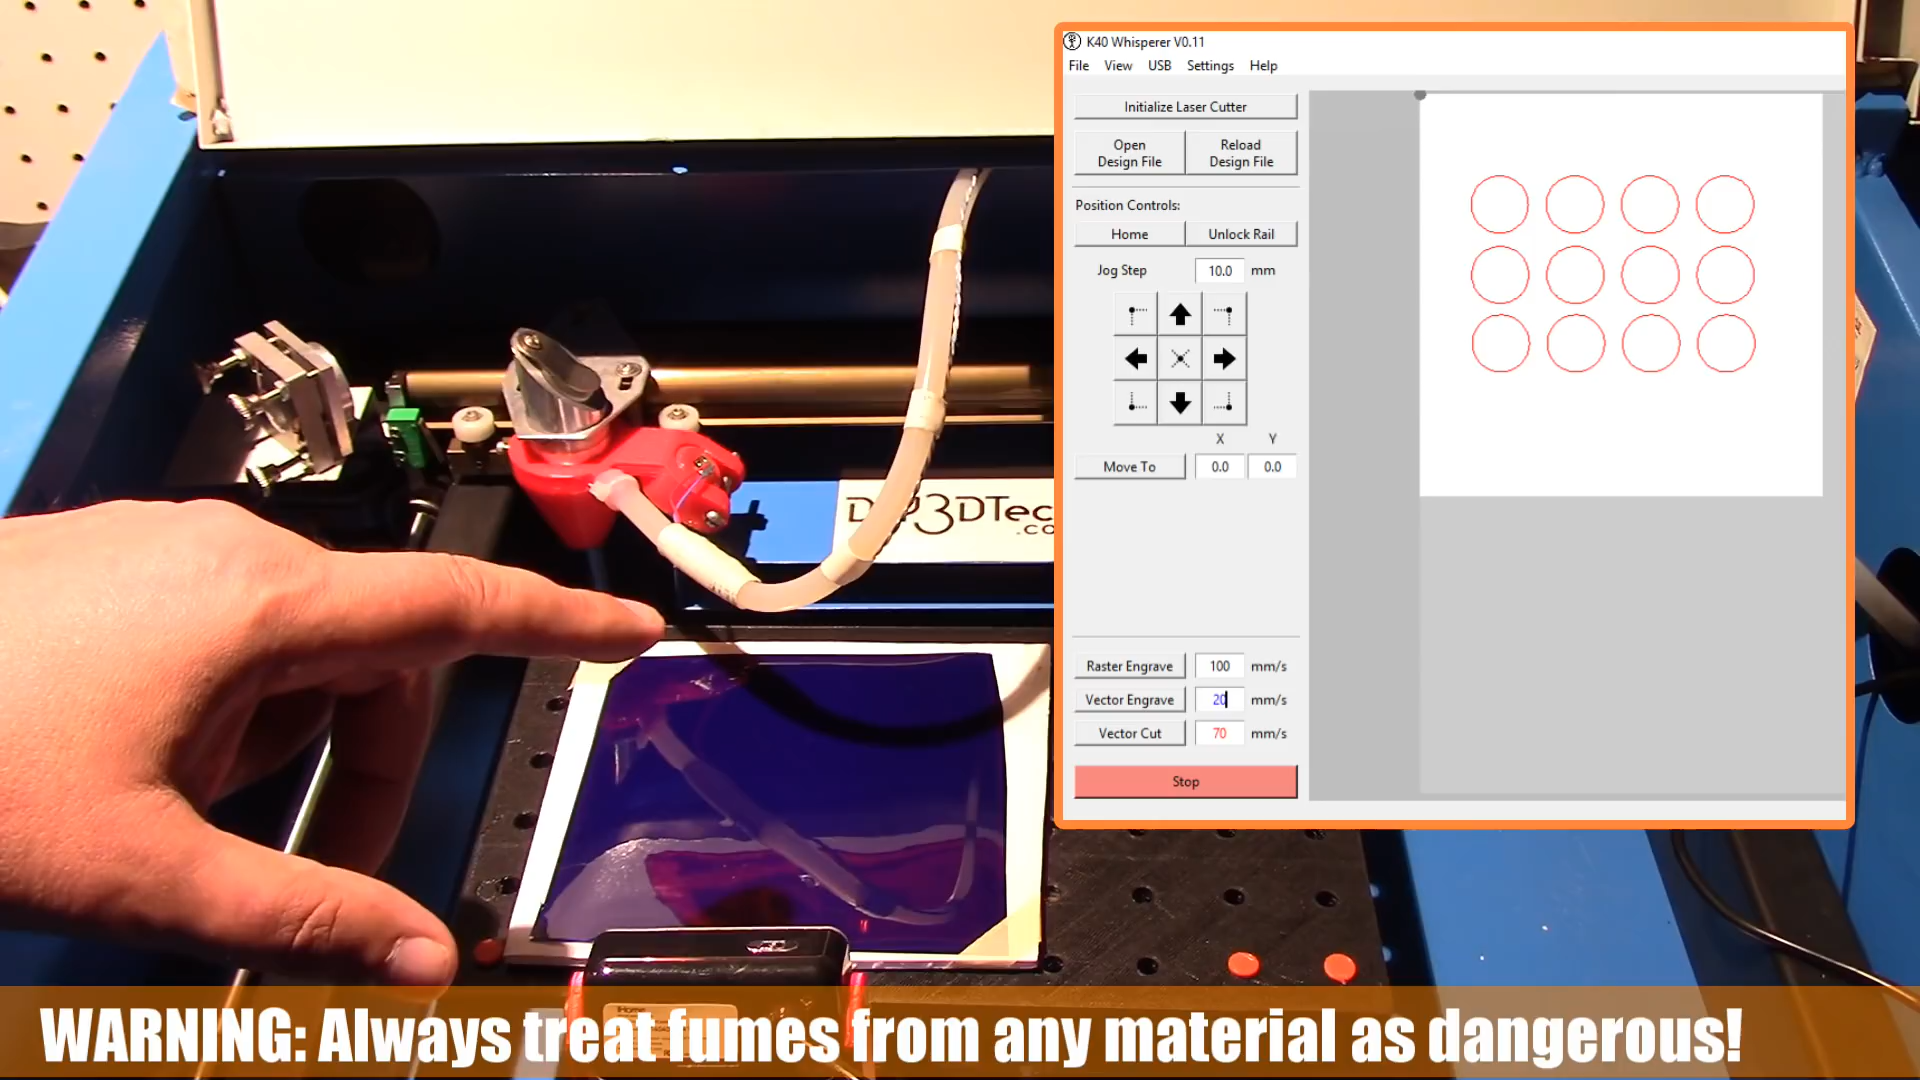 K40 Whisperer V0.11
File View USB Settings Help
Initialize Laser Cutter
Open
Design File
Reload
Design File
Position Controls:
Home
Unlock Rail
Jog Step 10.0 mm
X Y
Move To 0.0 0.0
Raster Engrave 100 mm/s
Vector Engrave 20 mm/s
Vector Cut 70 mm/s
Stop
.co
WARNING: Always treat fumes from any material as dangerous!